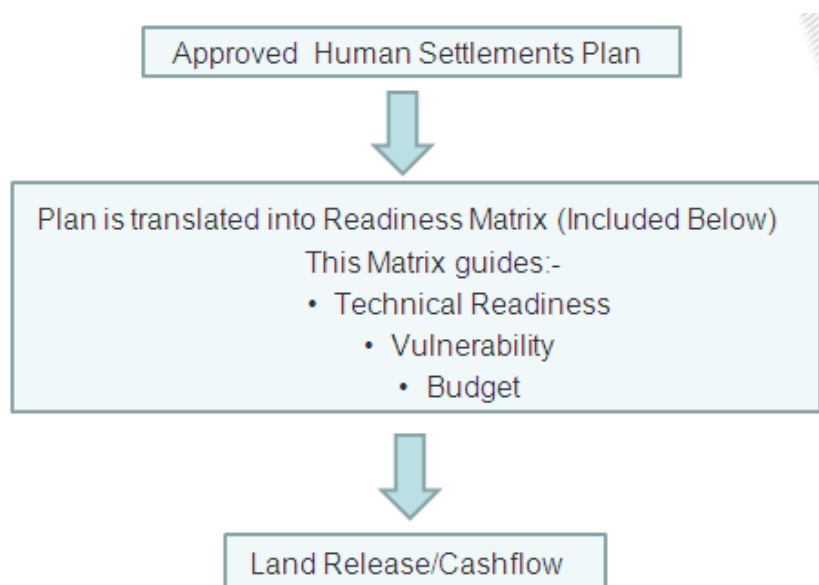 Approved Human Settlements Plan
Plan is translated into Readiness Matrix (Included Below)
This Matrix guides:-
• Technical Readiness
• Vulnerability
• Budget
Land Release/Cashflow